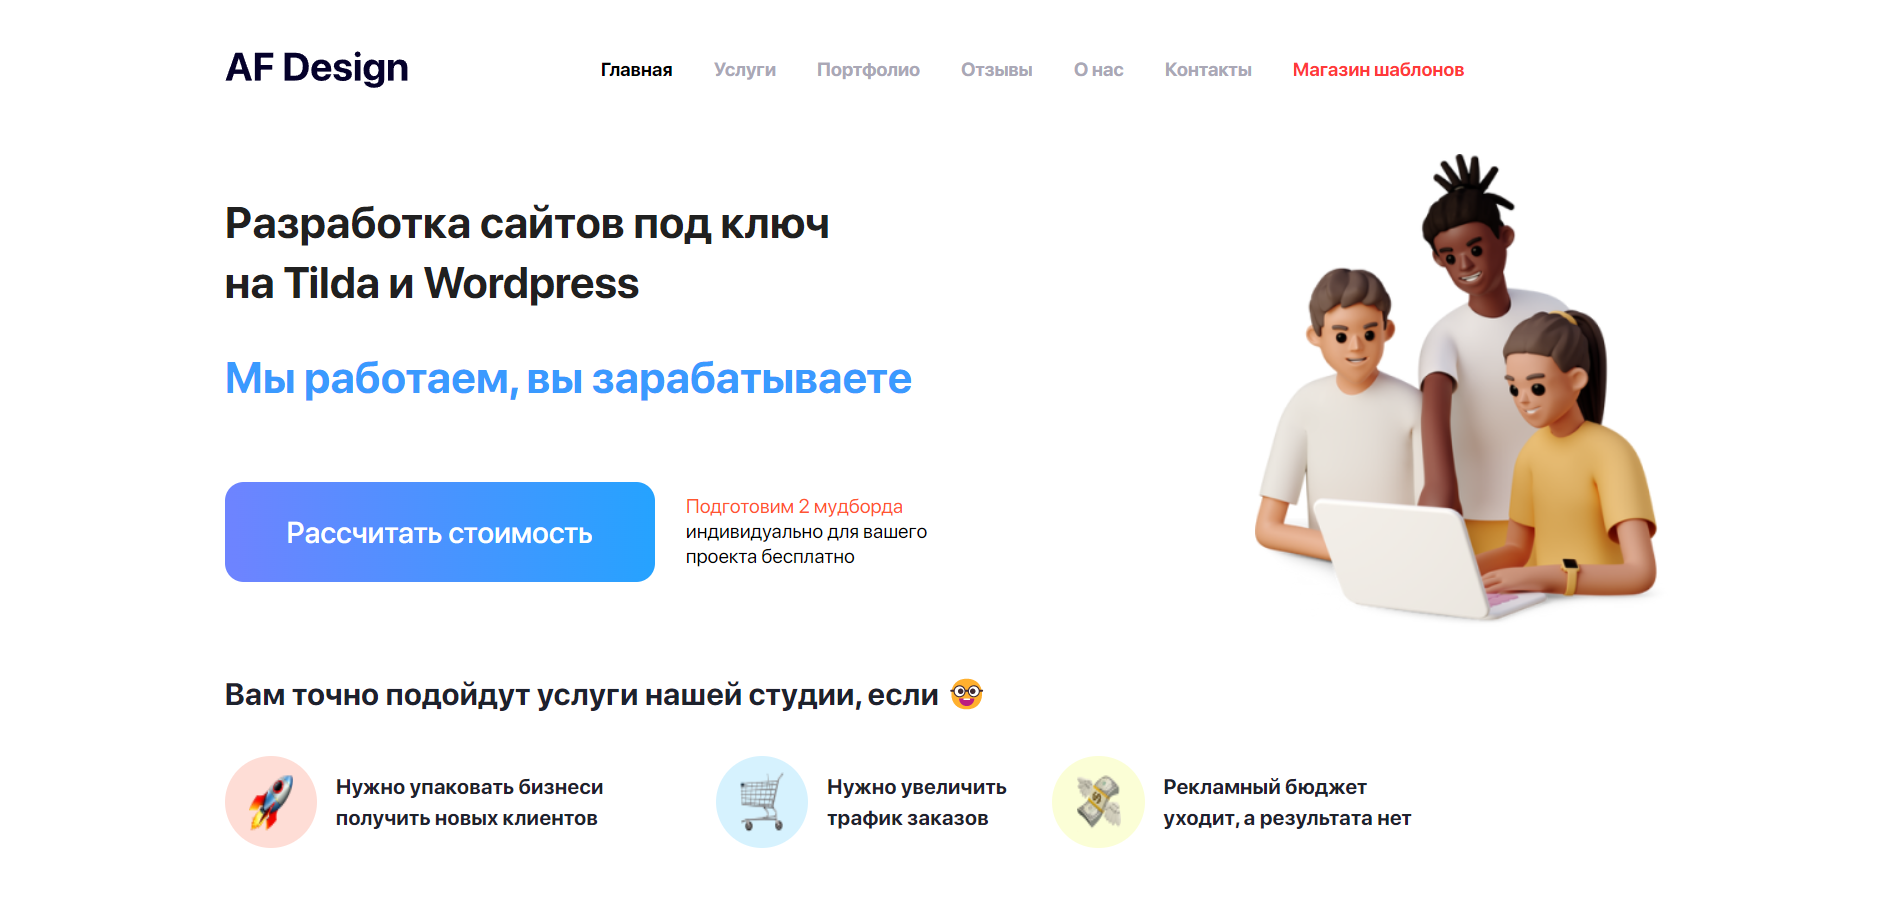 AF Design
Главная Услуги Портфолио Отзывы О нас Контакты Магазин шаблонов
Разработка сайтов под ключ
на Tilda и Wordpress
Мы работаем, вы зарабатываете
Рассчитать стоимость
Подготовим 2 мудборда
индивидуально для вашего
проекта бесплатно
Вам точно подойдут услуги нашей студии, если 🤓
Нужно упаковать бизнеси
получить новых клиентов
Нужно увеличить
трафик заказов
Рекламный бюджет
уходит, а результата нет